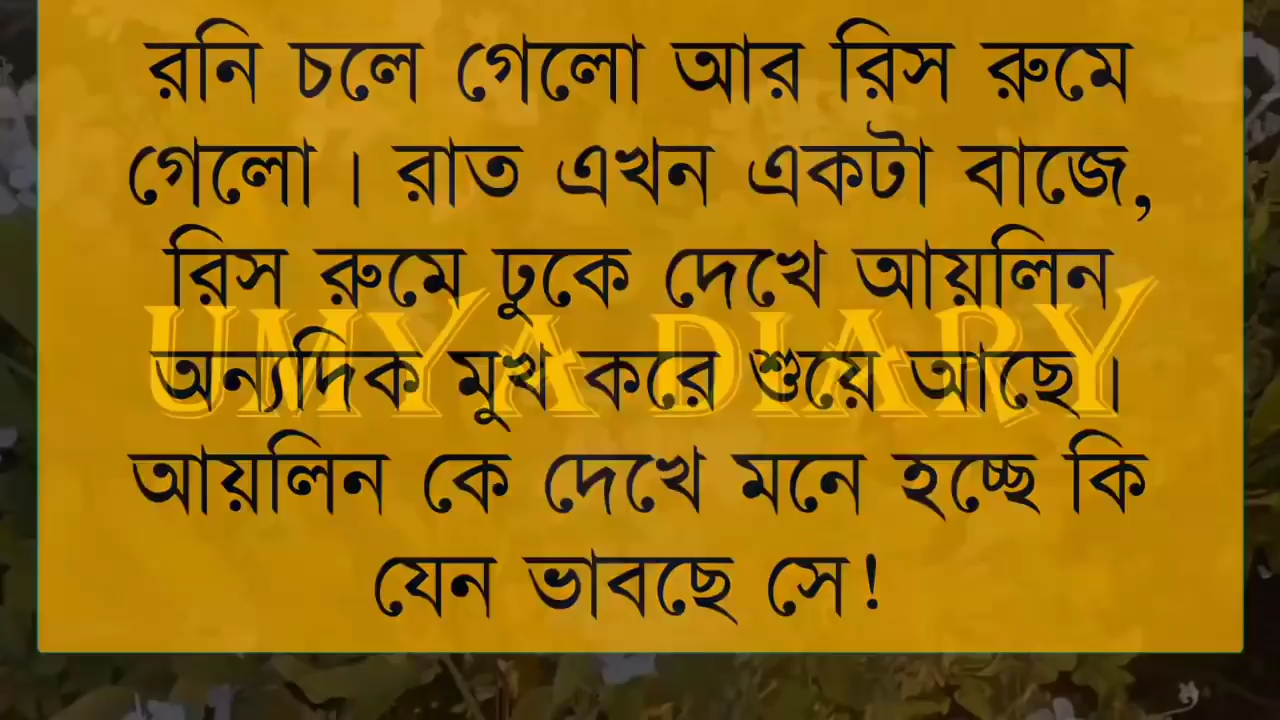 রনি চলে গেলো আর রিস রুমে
গেলো। রাত এখন একটা বাজে,
রিস রুমে ঢুকে দেখে আয়লিন
UMYA DIARY
অন্যদিক মুখ করে শুয়ে আছে।
আয়লিন কে দেখে মনে হচ্ছে কি
যেন ভাবছে সে!